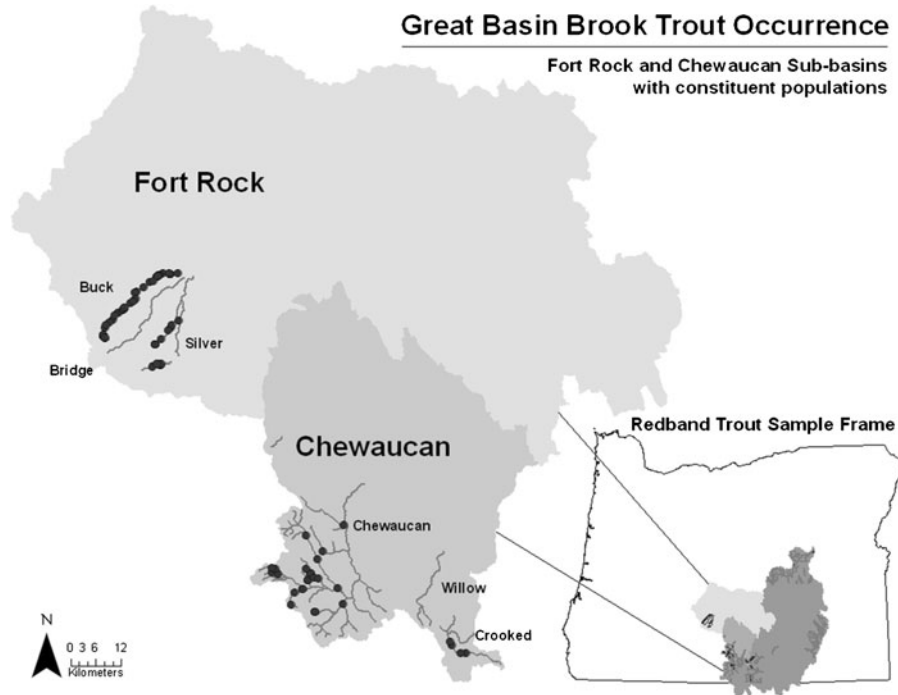 Great Basin Brook Trout Occurrence
Fort Rock and Chewaucan Sub-basins
with constituent populations
Fort Rock
Buck
Silver
Bridge
Redband Trout Sample Frame
Chewaucan
Chewaucan
Willow
Crooked
N
0 3 6 12
Kilometers